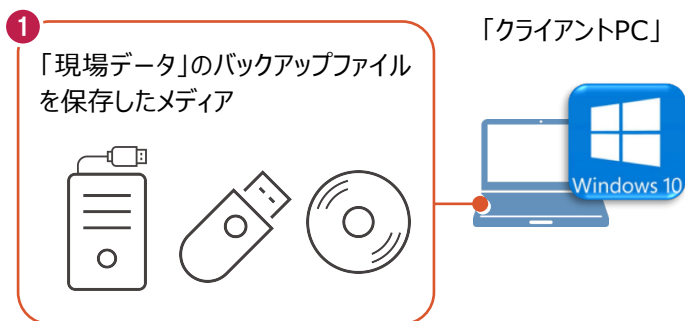 1
「現場データ」のバックアップファイル
を保存したメディア
「クライアントPC」
Windows 10